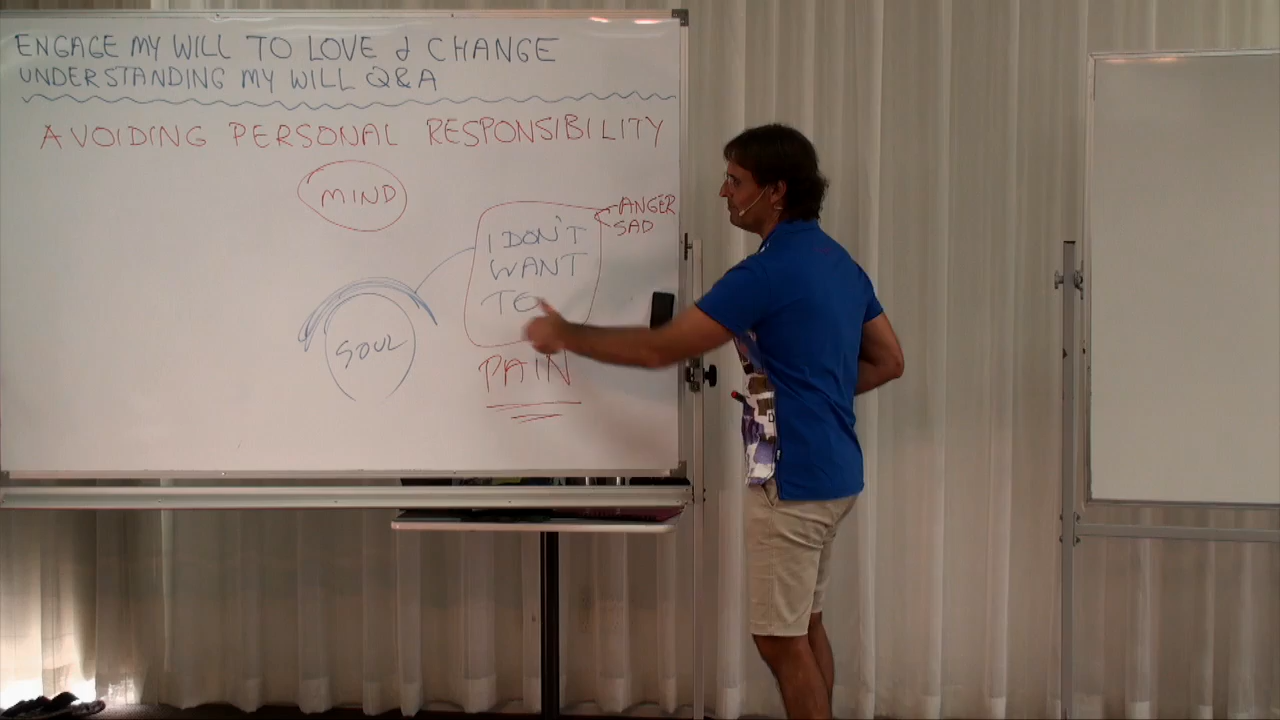 ENGAGE MY WILL TO LOVE & CHANGE
UNDERSTANDING MY WILL Q&A
AVOIDING PERSONAL RESPONSIBILITY
MIND
ANGER
SAD
I DON'T
WANT
TO
SOUL
PAIN